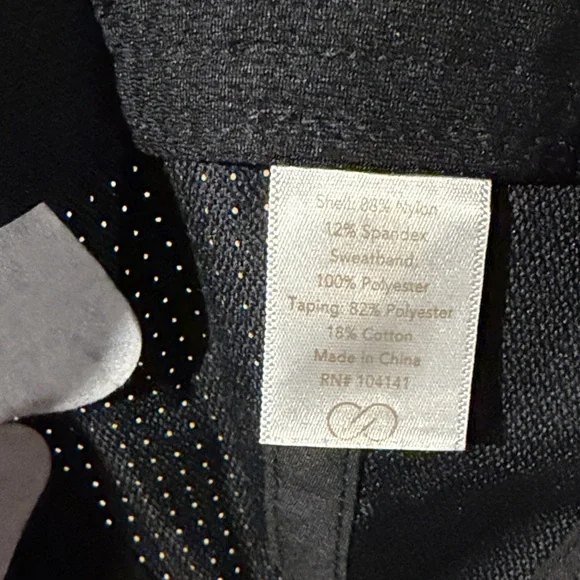 Shell: 88% Nylon
12% Spandex
Sweatband
100% Polyester
Taping: 82% Polyester
18% Cotton
Made in China
RN# 104141